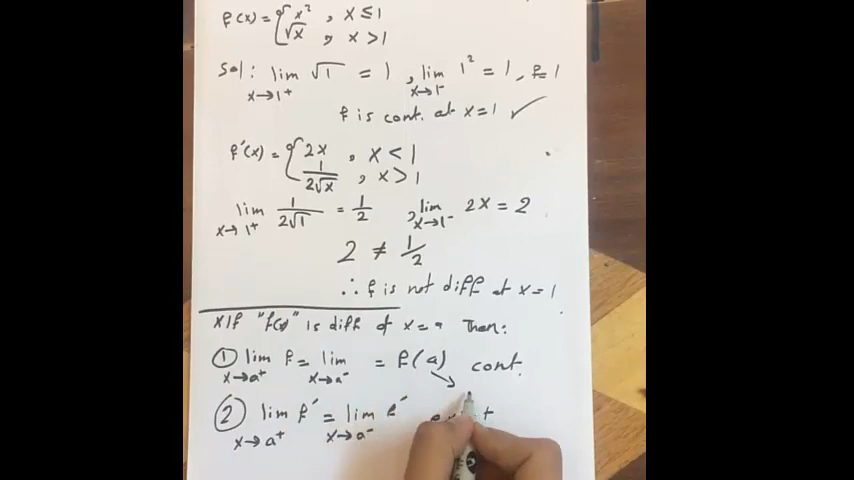 f(x) = { x² , x ≤ 1
√x , x > 1
Sol: lim x→1⁺ √1 = 1 , lim x→1⁻ 1² = 1 , f = 1
f is cont. at x = 1 ✓
f'(x) = { 2x , x < 1
1/(2√x) , x > 1
lim x→1⁺ 1/(2√1) = 1/2 , lim x→1⁻ 2x = 2
2 ≠ 1/2
∴ f is not diff at x = 1
If "f(x)" is diff at x = a Then:
① lim x→a⁺ f = lim x→a⁻ = f(a) cont.
② lim x→a⁺ f' = lim x→a⁻ f'